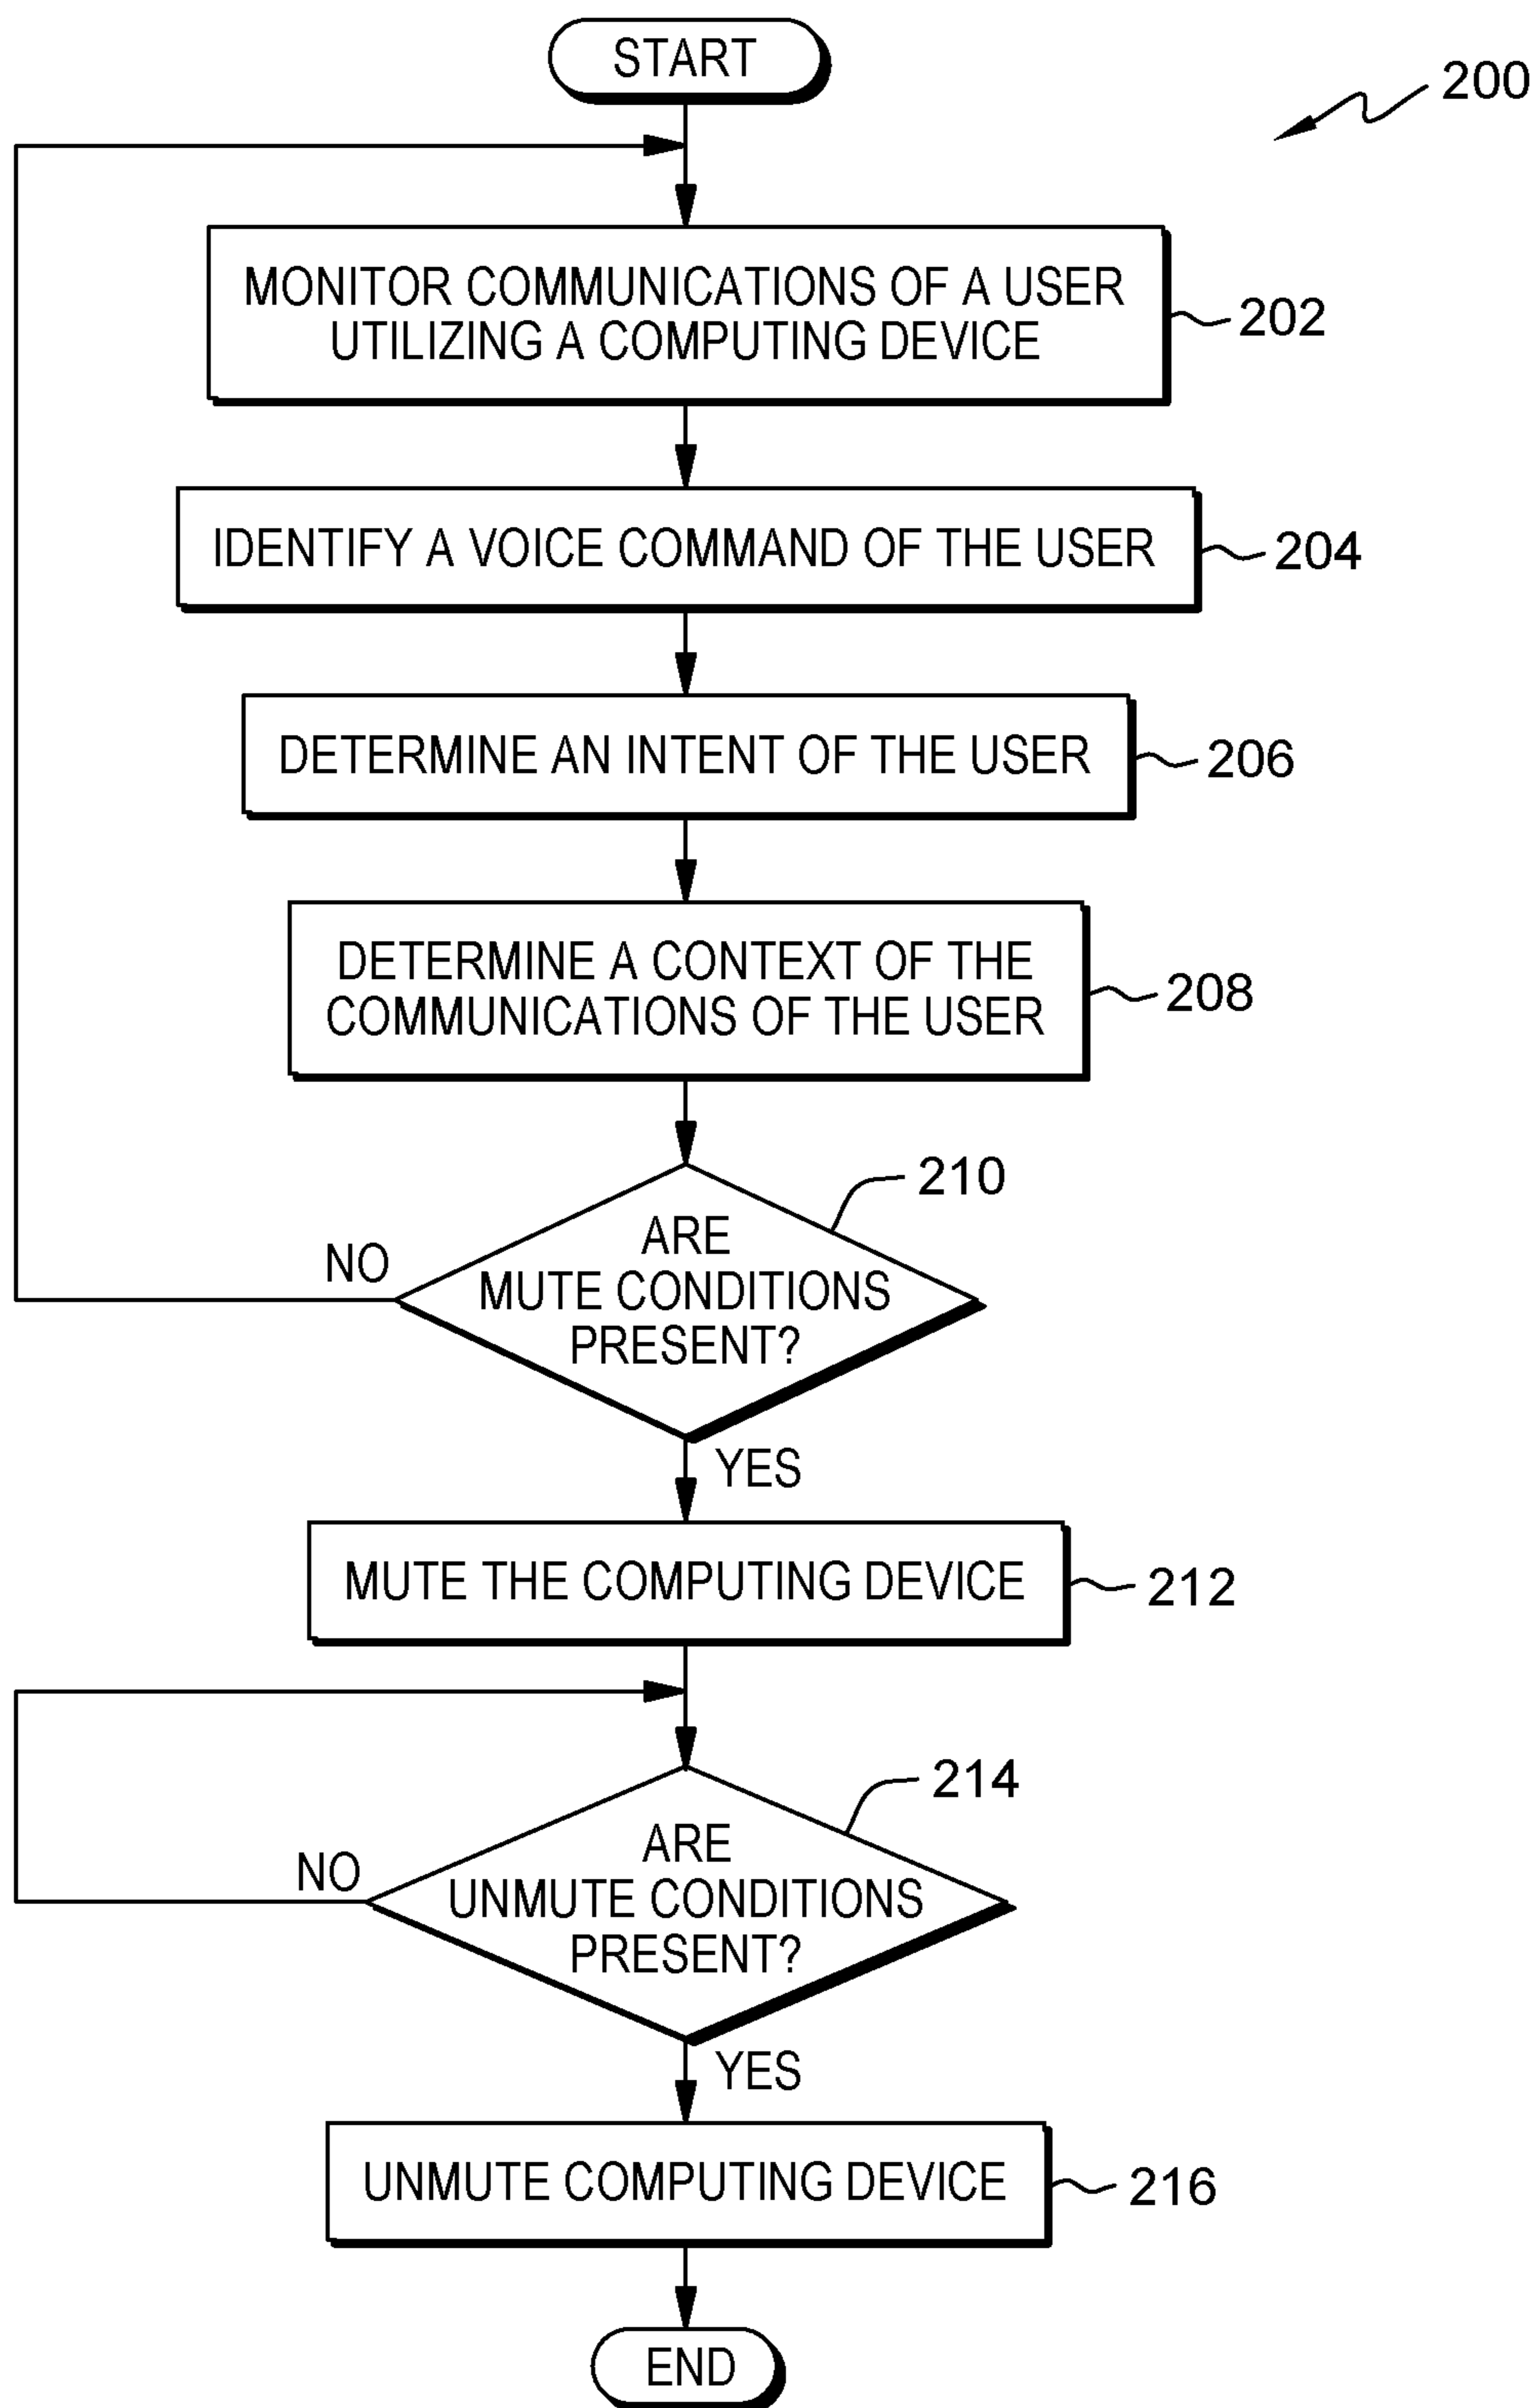 START
200
MONITOR COMMUNICATIONS OF A USER
UTILIZING A COMPUTING DEVICE
202
IDENTIFY A VOICE COMMAND OF THE USER
204
DETERMINE AN INTENT OF THE USER
206
DETERMINE A CONTEXT OF THE
COMMUNICATIONS OF THE USER
208
210
ARE
MUTE CONDITIONS
PRESENT?
NO
YES
MUTE THE COMPUTING DEVICE
212
214
ARE
UNMUTE CONDITIONS
PRESENT?
NO
YES
UNMUTE COMPUTING DEVICE
216
END